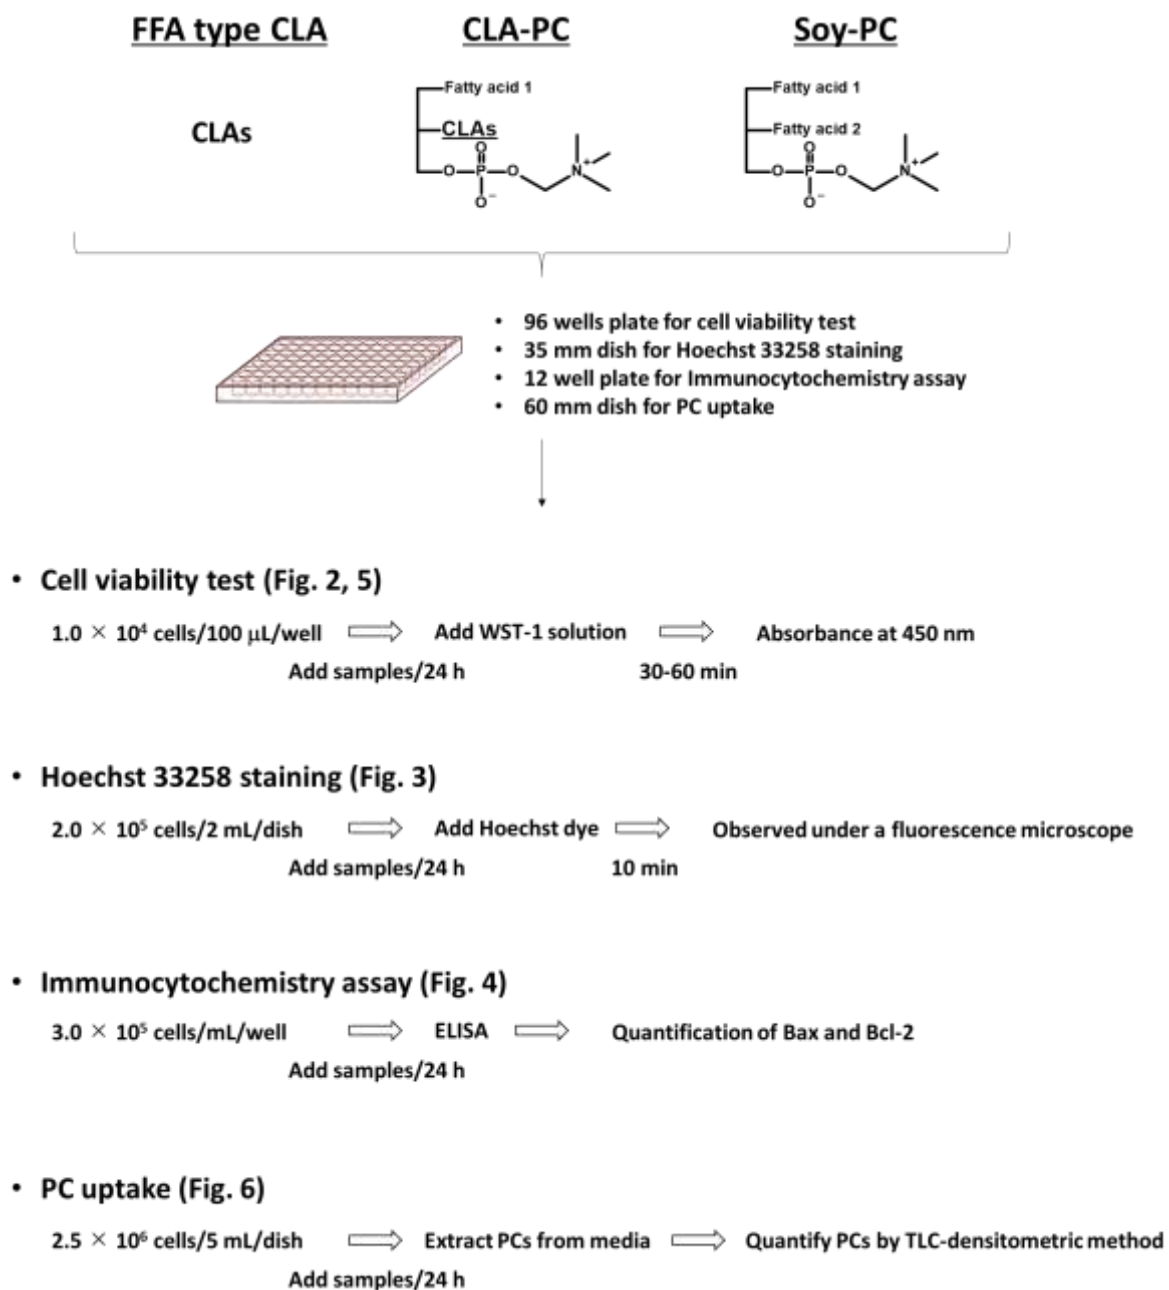 FFA type CLA CLA-PC Soy-PC
Fatty acid 1 Fatty acid 1
CLAs CLAs Fatty acid 2
O O
O P O N+ O P O N+
O− O−
• 96 wells plate for cell viability test
• 35 mm dish for Hoechst 33258 staining
• 12 well plate for Immunocytochemistry assay
• 60 mm dish for PC uptake
• Cell viability test (Fig. 2, 5)
1.0 × 10⁴ cells/100 μL/well Add WST-1 solution Absorbance at 450 nm
Add samples/24 h 30-60 min
• Hoechst 33258 staining (Fig. 3)
2.0 × 10⁵ cells/2 mL/dish Add Hoechst dye Observed under a fluorescence microscope
Add samples/24 h 10 min
• Immunocytochemistry assay (Fig. 4)
3.0 × 10⁵ cells/mL/well ELISA Quantification of Bax and Bcl-2
Add samples/24 h
• PC uptake (Fig. 6)
2.5 × 10⁶ cells/5 mL/dish Extract PCs from media Quantify PCs by TLC-densitometric method
Add samples/24 h